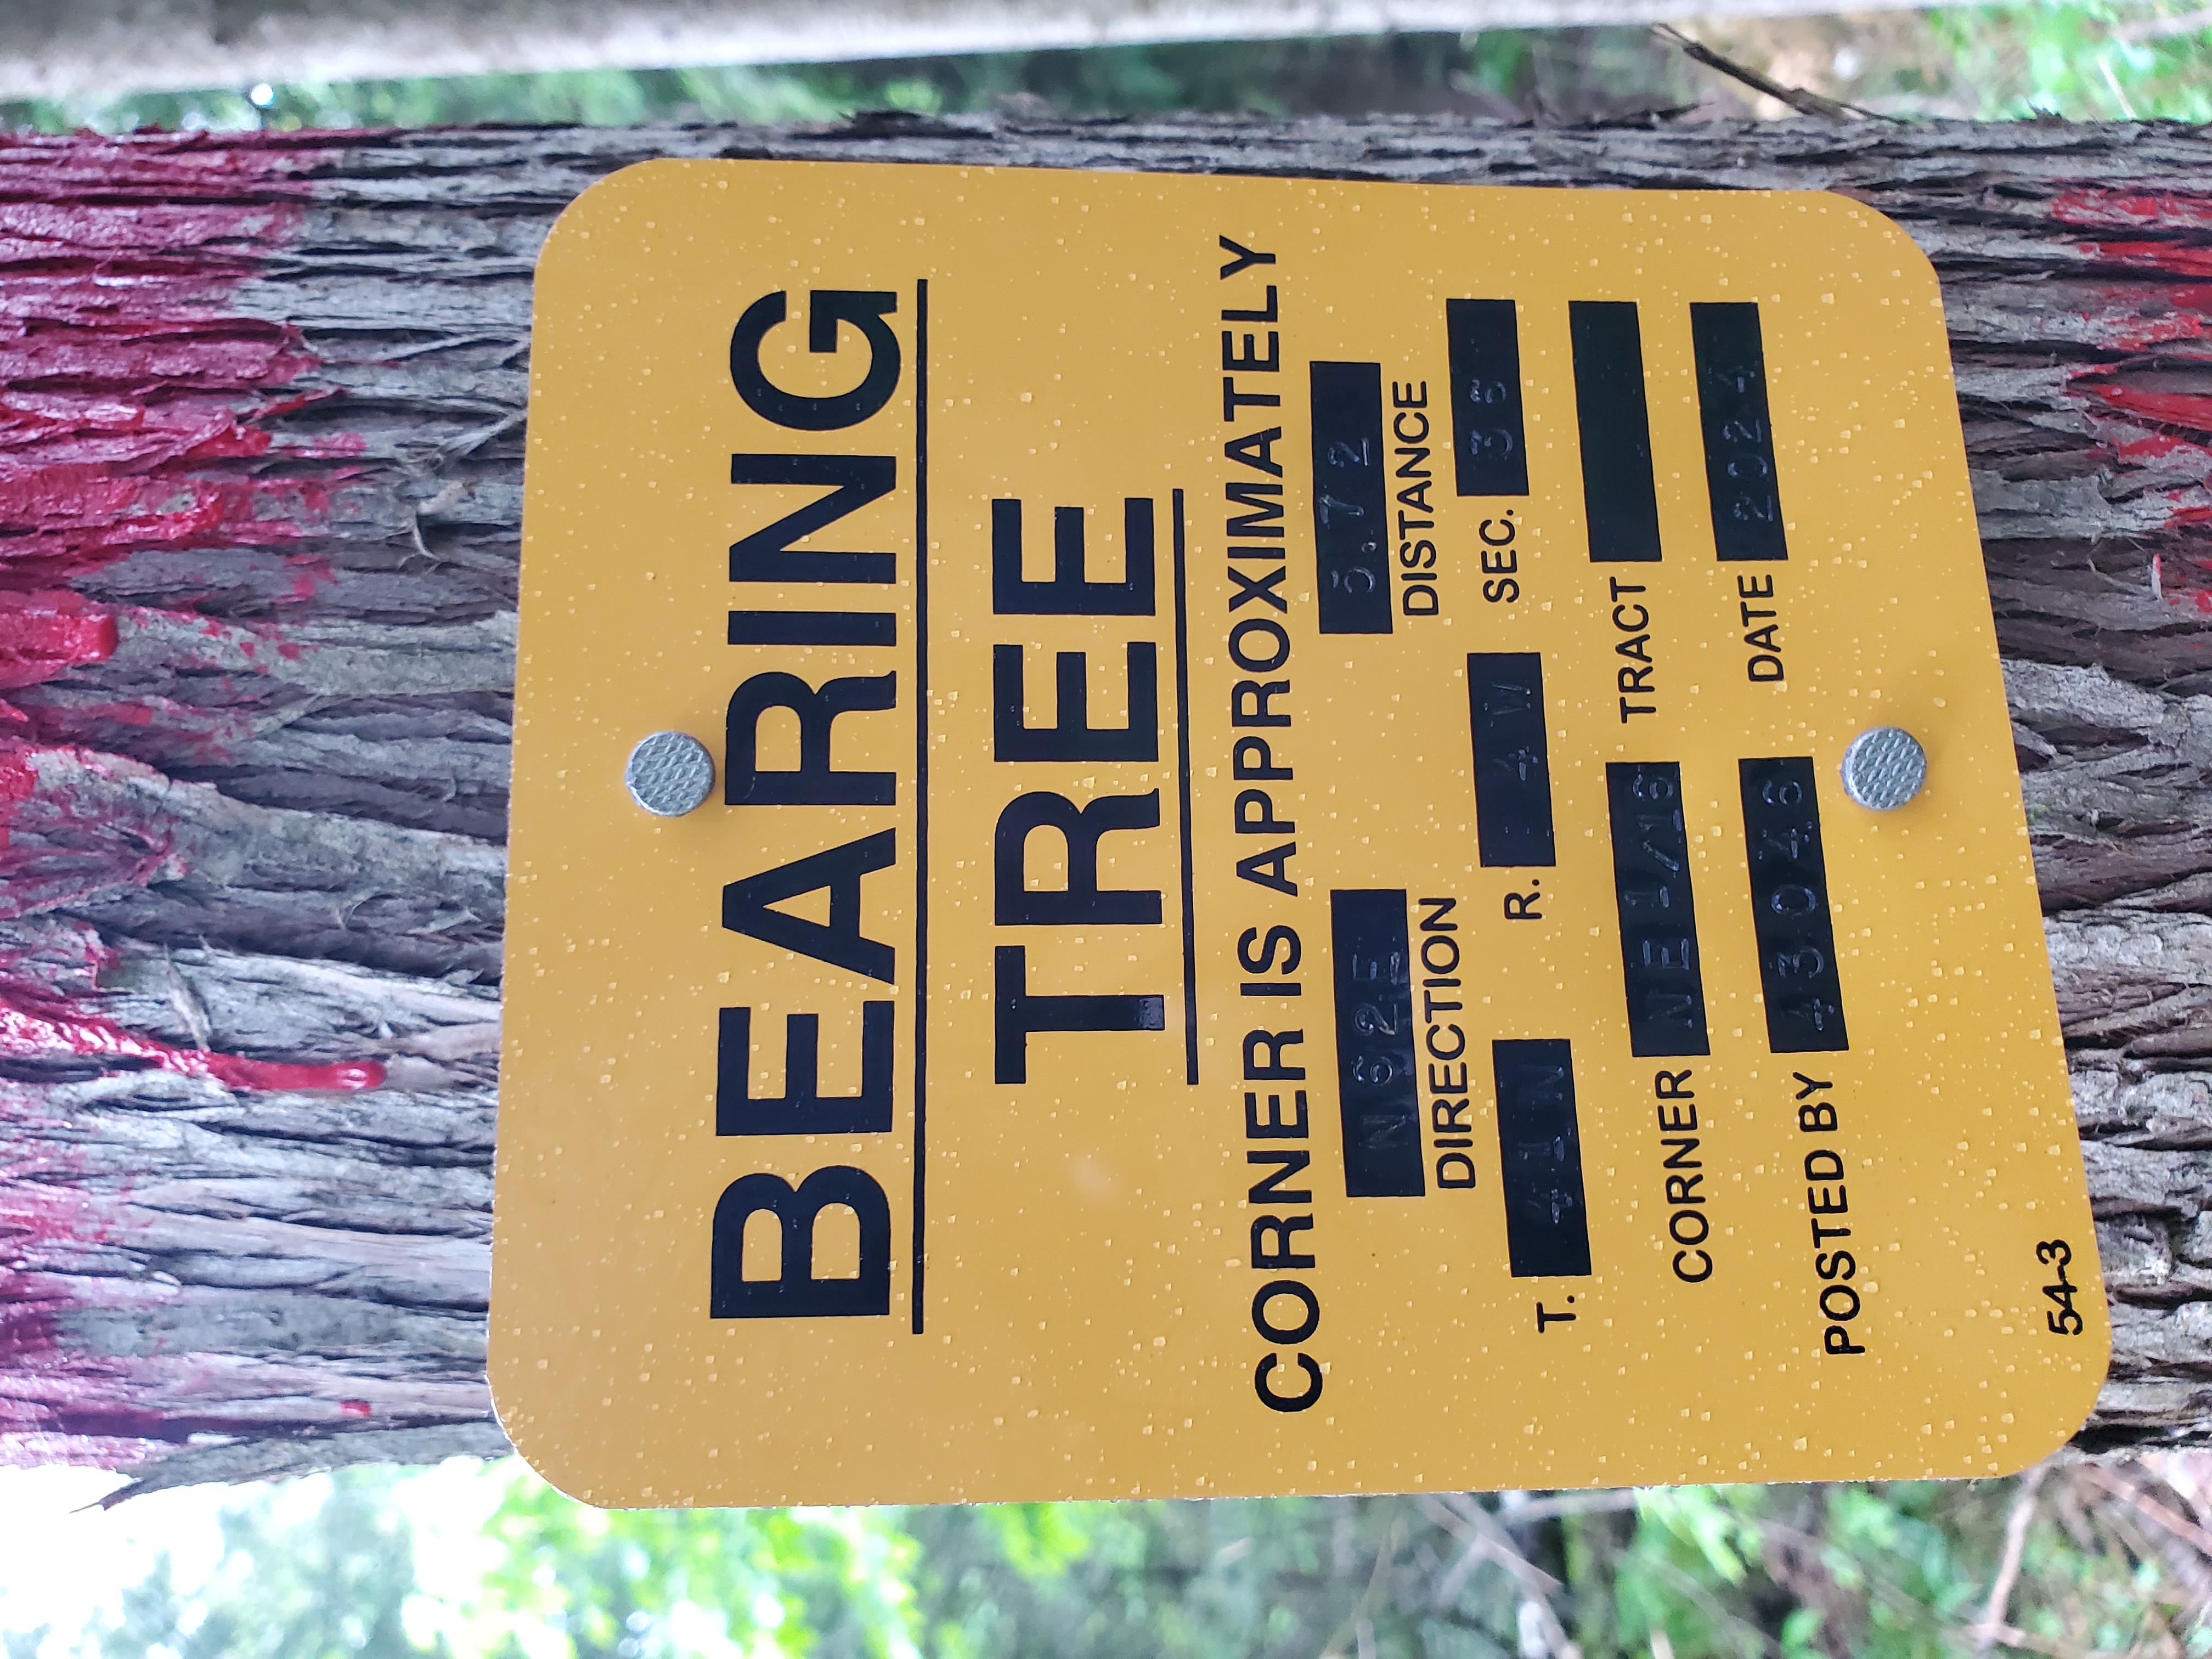 BEARING
TREE
CORNER IS APPROXIMATELY
N62E 5.72
DIRECTION DISTANCE
T. 41N R. 4W SEC. 36
CORNER NE1/16 TRACT
POSTED BY 43046 DATE 2024
54-3